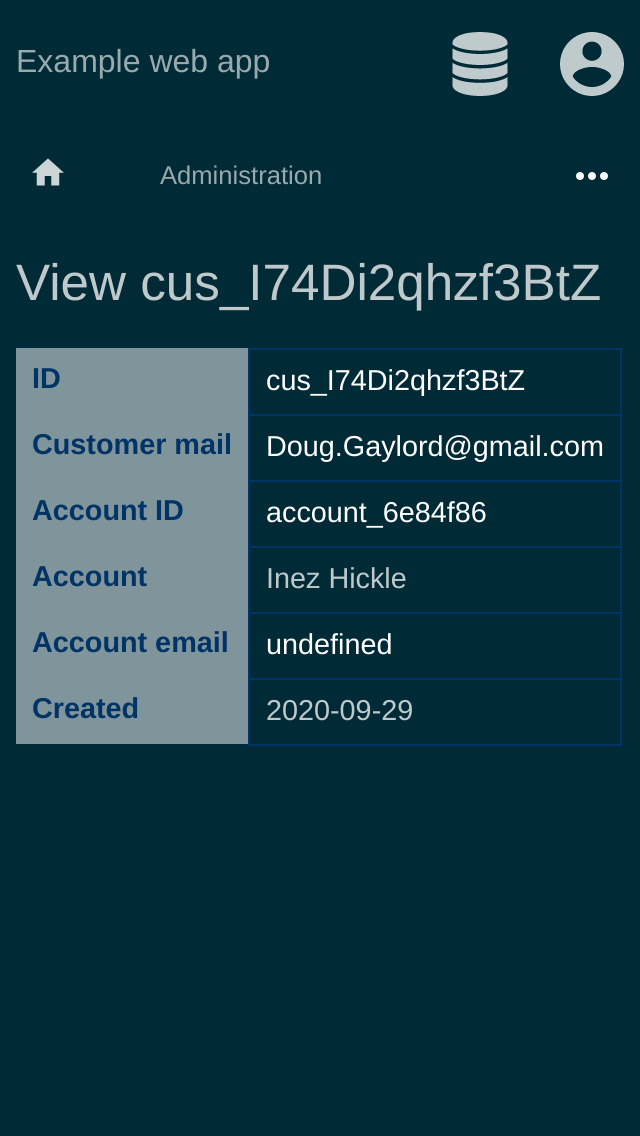 Example web app
Administration
View cus_I74Di2qhzf3BtZ
ID cus_I74Di2qhzf3BtZ
Customer mail Doug.Gaylord@gmail.com
Account ID account_6e84f86
Account Inez Hickle
Account email undefined
Created 2020-09-29